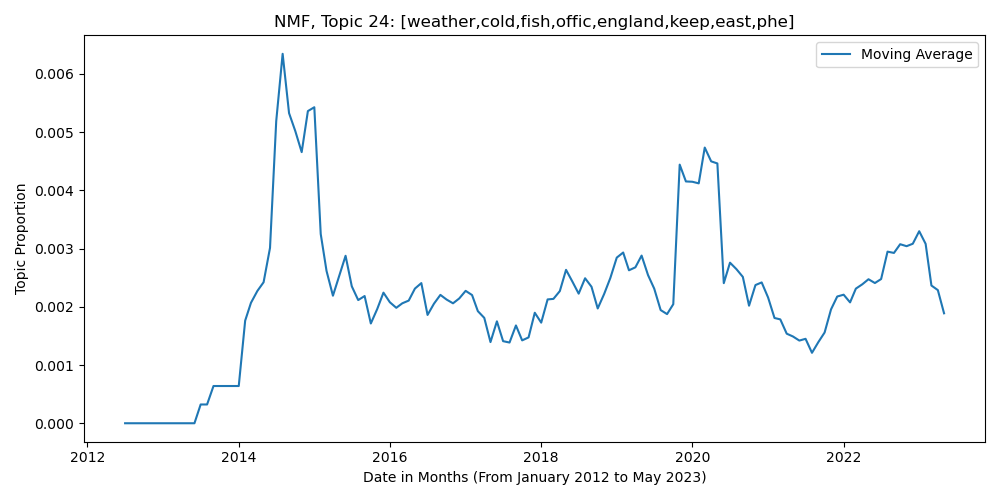 NMF, Topic 24: [weather,cold,fish,offic,england,keep,east,phe]
Moving Average
0.006
0.005
0.004
0.003
0.002
0.001
0.000
Topic Proportion
2012 2014 2016 2018 2020 2022
Date in Months (From January 2012 to May 2023)